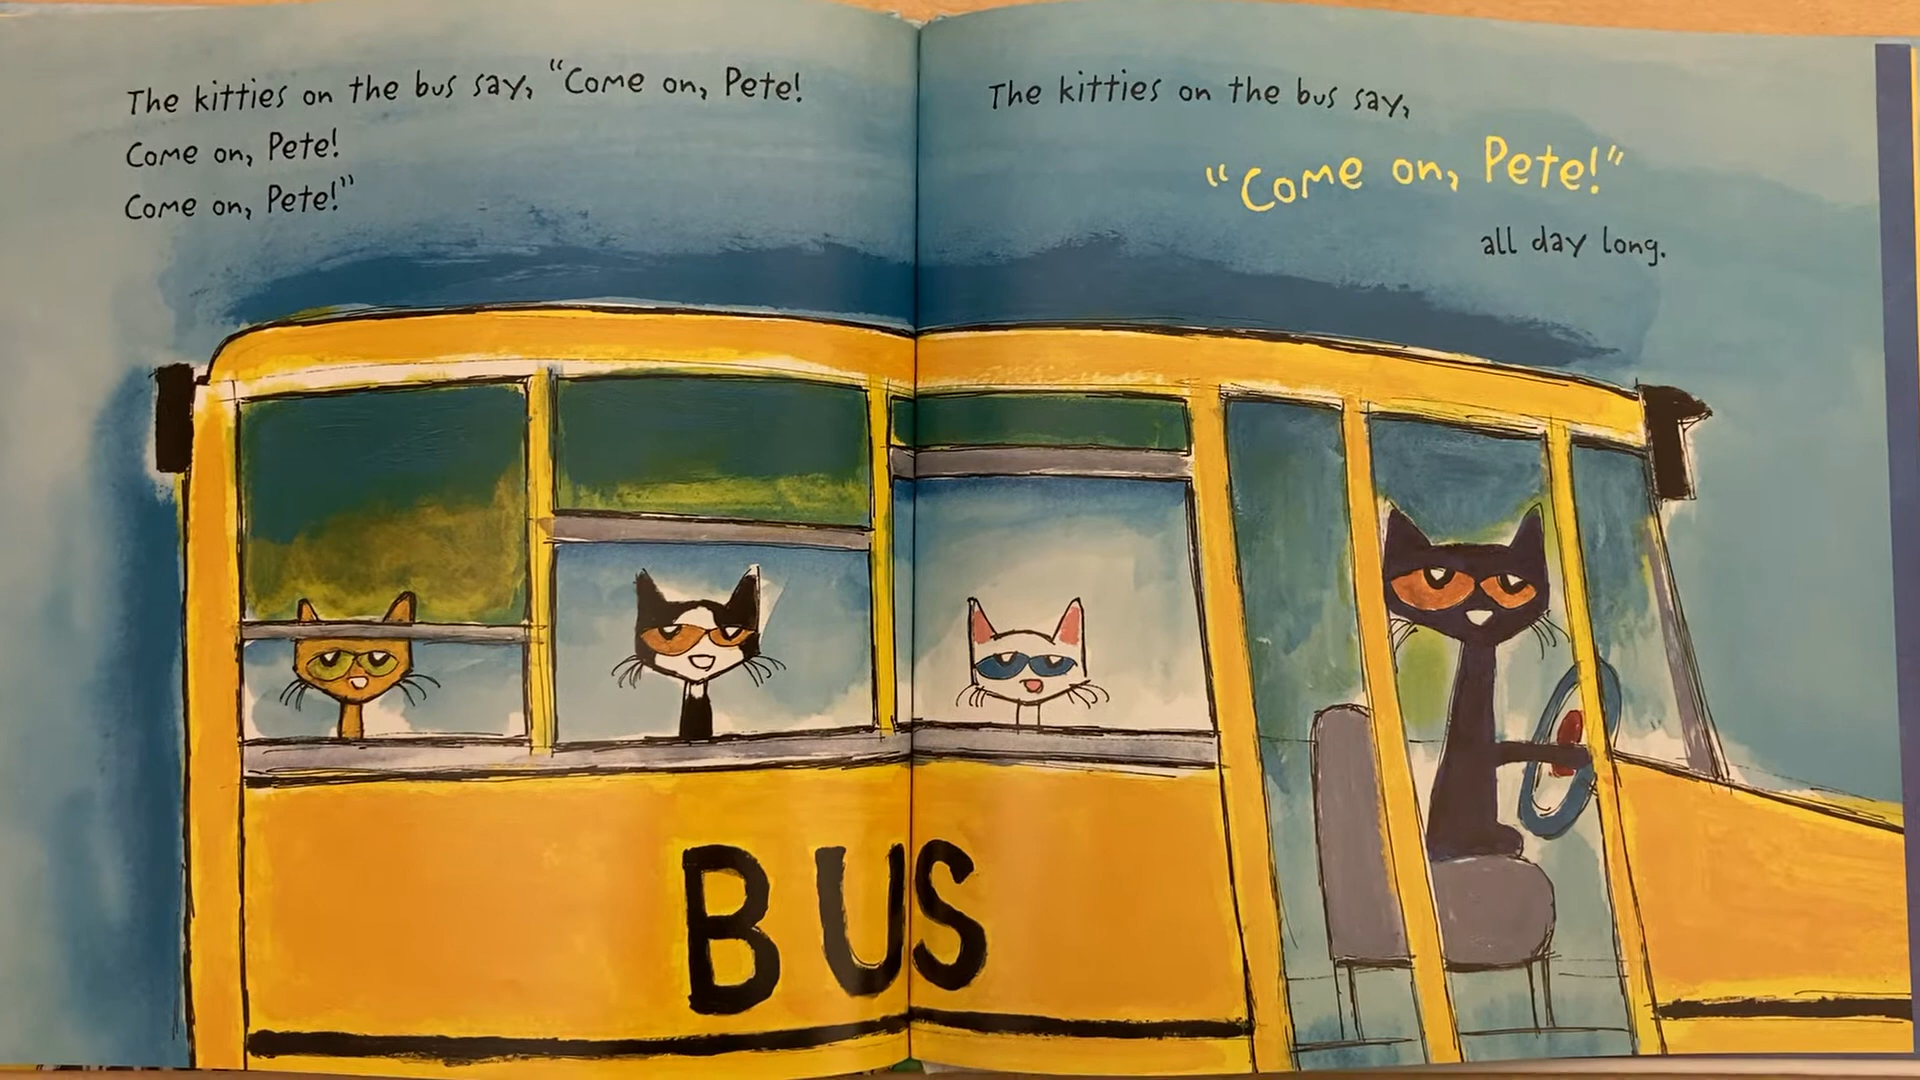 The kitties on the bus say, “Come on, Pete!
Come on, Pete!
Come on, Pete!”
The kitties on the bus say,
“Come on, Pete!”
all day long.
BUS